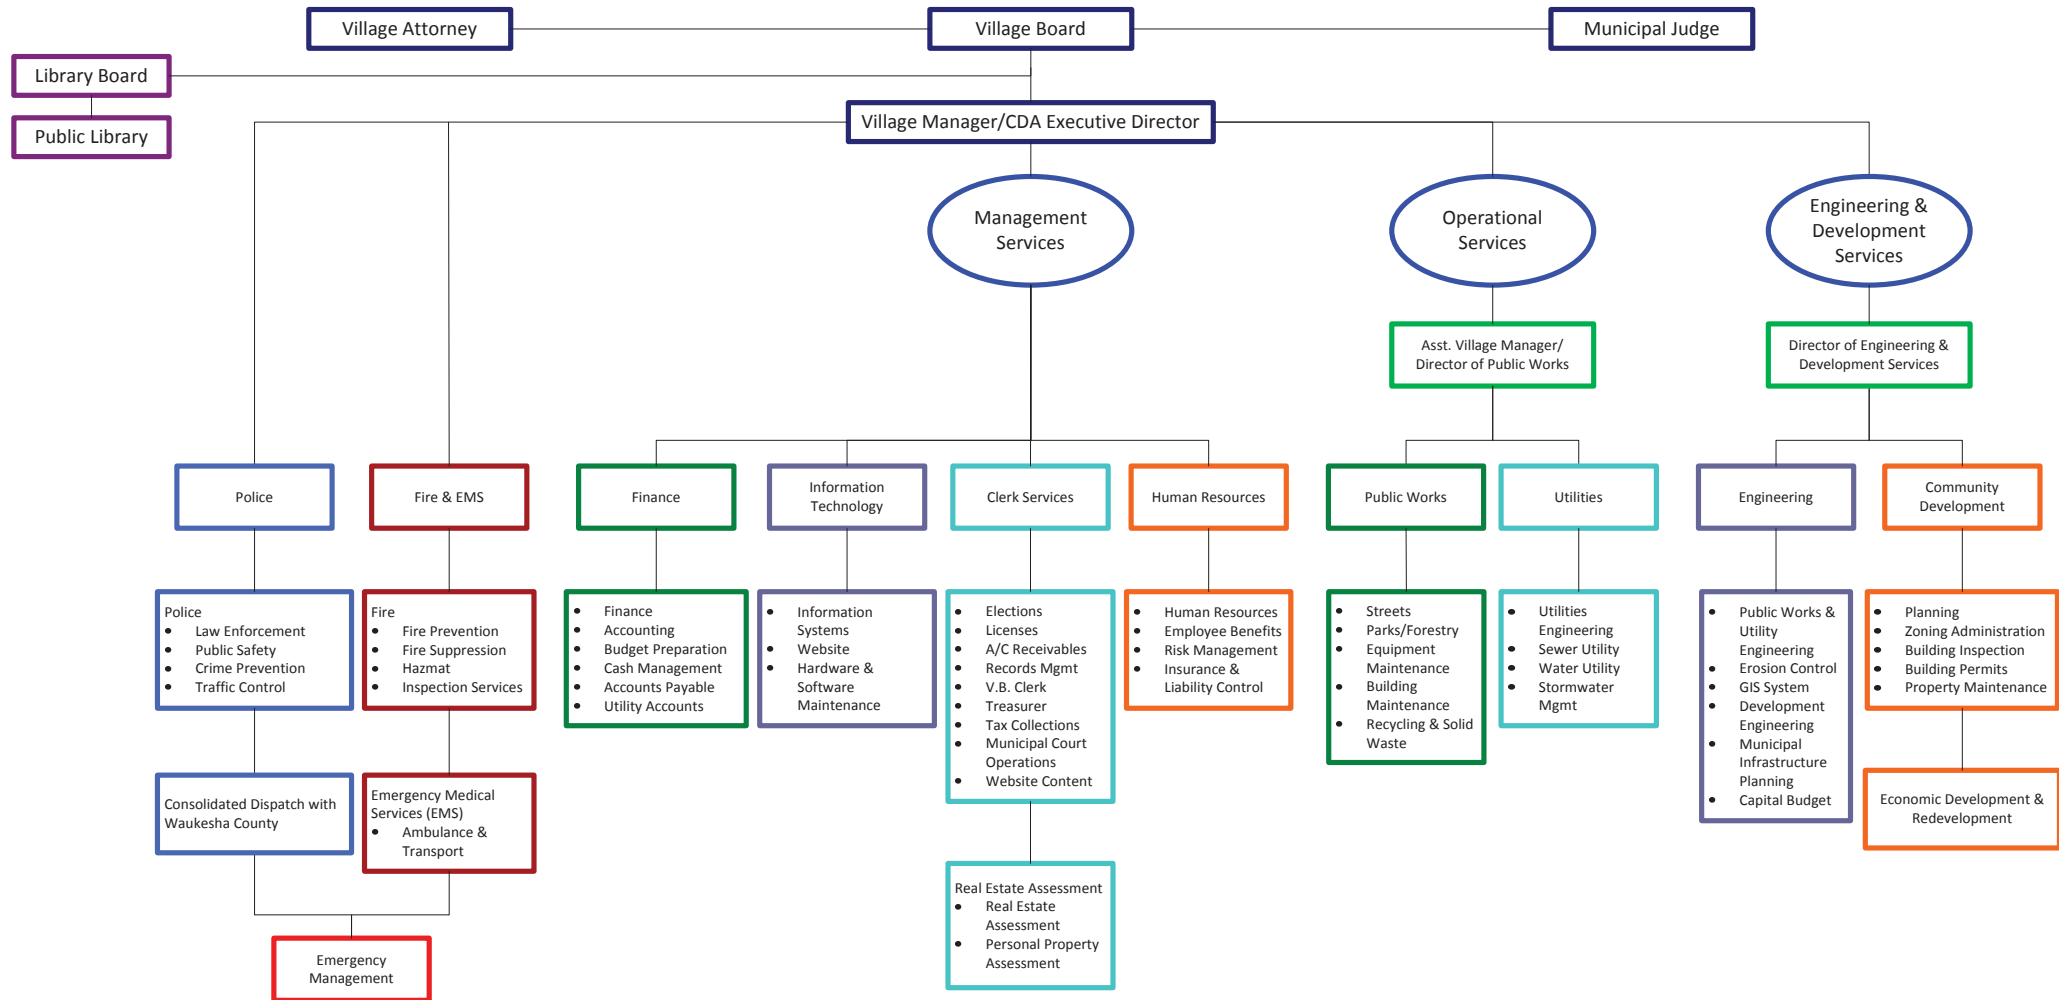 Village Attorney
Village Board
Municipal Judge
Library Board
Public Library
Village Manager/CDA Executive Director
Management
Services
Operational
Services
Engineering &
Development
Services
Asst. Village Manager/
Director of Public Works
Director of Engineering &
Development Services
Police
Fire & EMS
Finance
Information
Technology
Clerk Services
Human Resources
Public Works
Utilities
Engineering
Community
Development
Police
• Law Enforcement
• Public Safety
• Crime Prevention
• Traffic Control
Fire
• Fire Prevention
• Fire Suppression
• Hazmat
• Inspection Services
• Finance
• Accounting
• Budget Preparation
• Cash Management
• Accounts Payable
• Utility Accounts
• Information
Systems
• Website
• Hardware &
Software
Maintenance
• Elections
• Licenses
• A/C Receivables
• Records Mgmt
• V.B. Clerk
• Treasurer
• Tax Collections
• Municipal Court
Operations
• Website Content
• Human Resources
• Employee Benefits
• Risk Management
• Insurance &
Liability Control
• Streets
• Parks/Forestry
• Equipment
Maintenance
• Building
Maintenance
• Recycling & Solid
Waste
• Utilities
Engineering
• Sewer Utility
• Water Utility
• Stormwater
Mgmt
• Public Works &
Utility
Engineering
• Erosion Control
• GIS System
• Development
Engineering
• Municipal
Infrastructure
Planning
• Capital Budget
• Planning
• Zoning Administration
• Building Inspection
• Building Permits
• Property Maintenance
Consolidated Dispatch with
Waukesha County
Emergency Medical
Services (EMS)
• Ambulance &
Transport
Economic Development &
Redevelopment
Real Estate Assessment
• Real Estate
Assessment
• Personal Property
Assessment
Emergency
Management